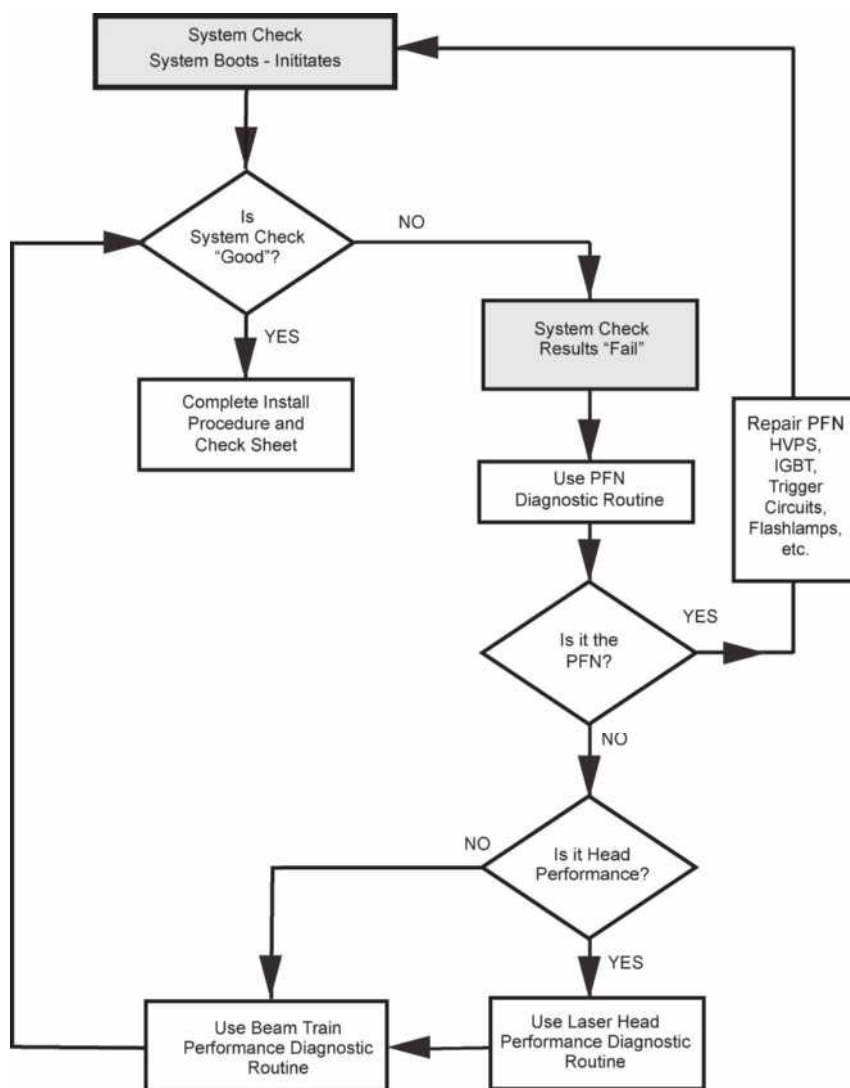 System Check
System Boots - Inititates
Is
System Check
“Good”?
NO
YES
Complete Install
Procedure and
Check Sheet
System Check
Results “Fail”
Use PFN
Diagnostic Routine
Is it the
PFN?
YES
Repair PFN
HVPS,
IGBT,
Trigger
Circuits,
Flashlamps,
etc.
NO
Is it Head
Performance?
NO
YES
Use Beam Train
Performance Diagnostic
Routine
Use Laser Head
Performance Diagnostic
Routine